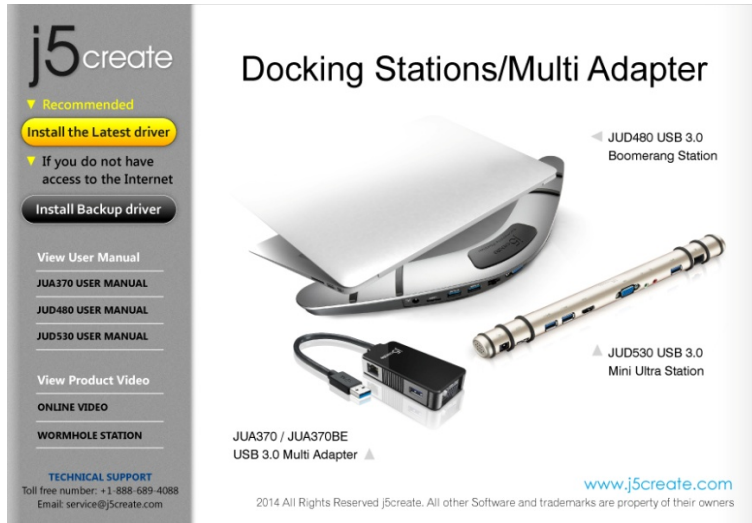 j5create
Recommended
Install the Latest driver
If you do not have
access to the Internet
Install Backup driver
View User Manual
JUA370 USER MANUAL
JUD480 USER MANUAL
JUD530 USER MANUAL
View Product Video
ONLINE VIDEO
WORMHOLE STATION
TECHNICAL SUPPORT
Toll free number: +1-888-689-4088
Email: service@j5create.com
Docking Stations/Multi Adapter
JUD480 USB 3.0
Boomerang Station
JUD530 USB 3.0
Mini Ultra Station
j5create
JUA370 / JUA370BE
USB 3.0 Multi Adapter
www.j5create.com
2014 All Rights Reserved j5create. All other Software and trademarks are property of their owners